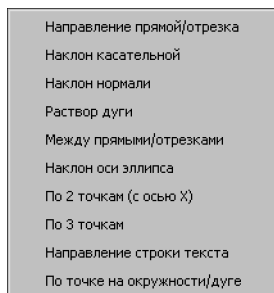 Направление прямой/отрезка
Наклон касательной
Наклон нормали
Раствор дуги
Между прямыми/отрезками
Наклон оси эллипса
По 2 точкам (с осью X)
По 3 точкам
Направление строки текста
По точке на окружности/дуге